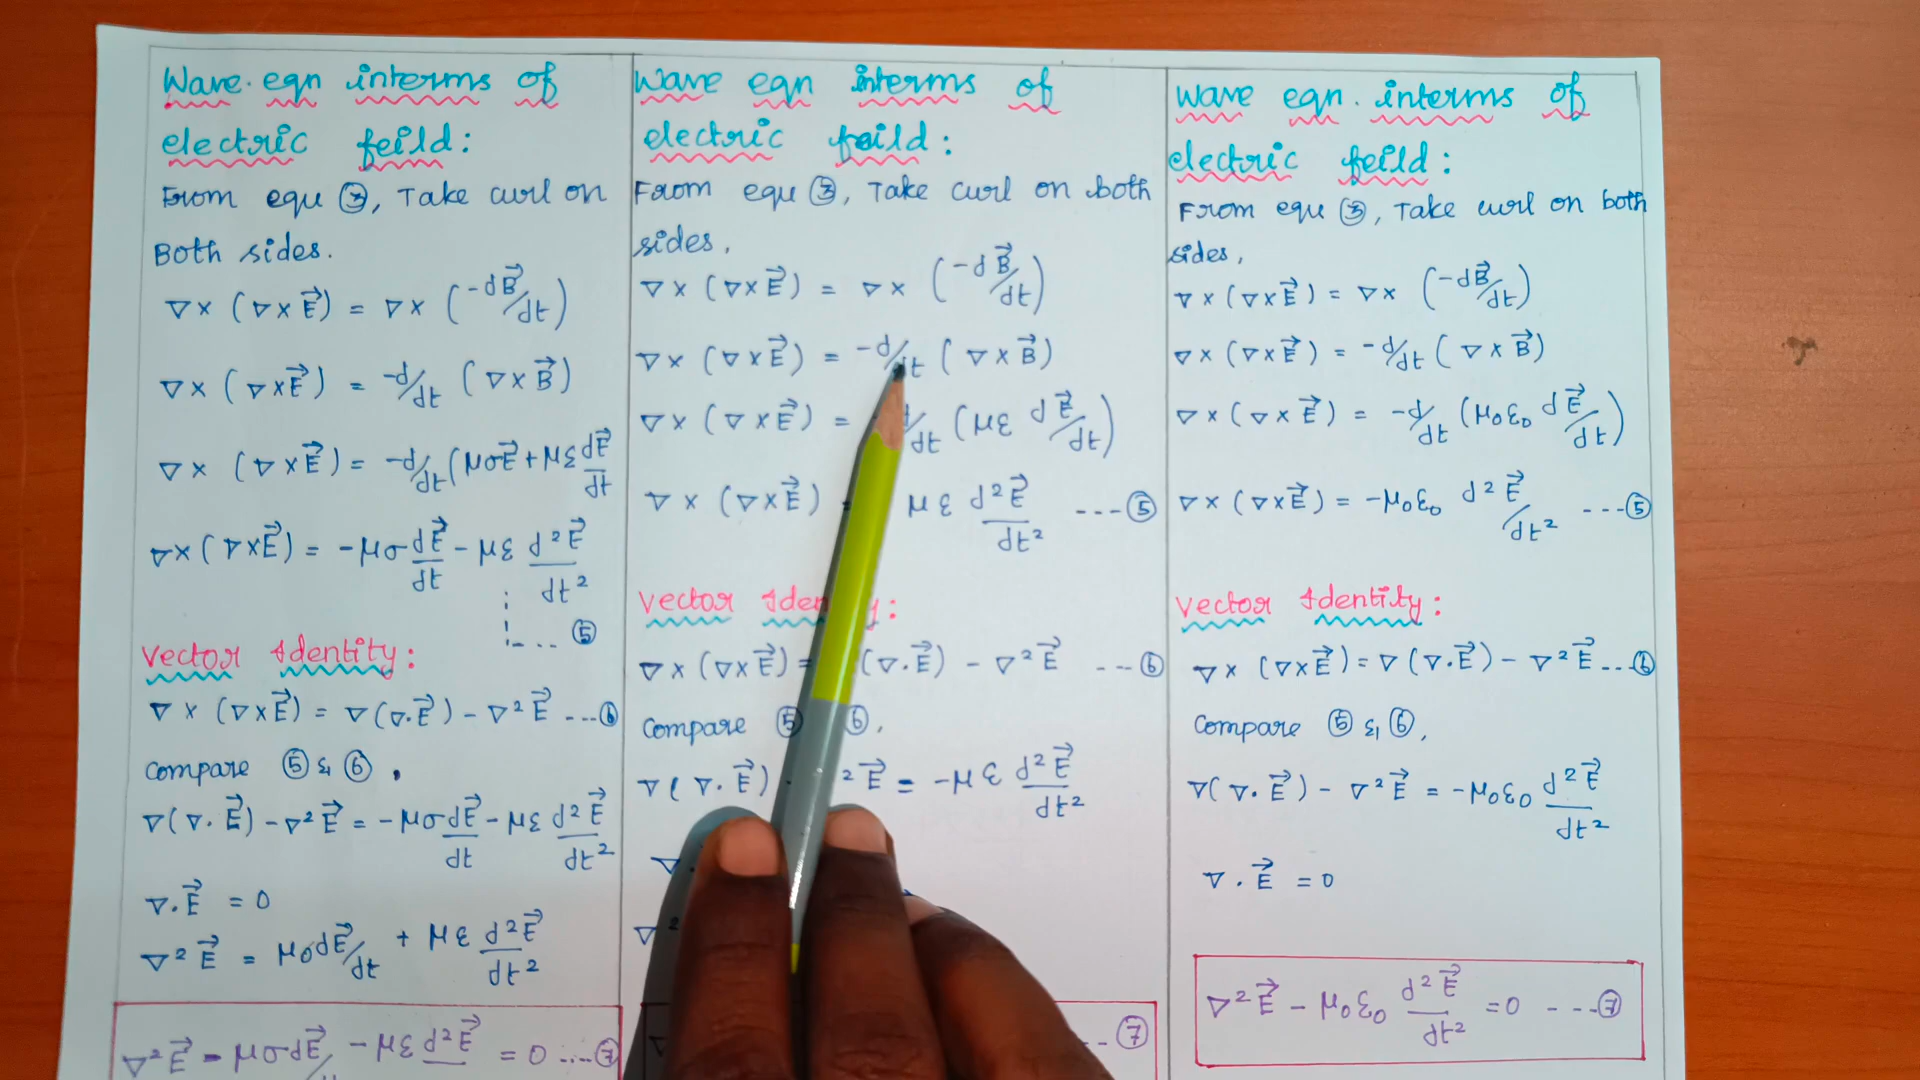 Wave. eqn interms of
electric feild:
From equ ③, Take curl on
Both sides.
∇ × (∇ × E⃗) = ∇ × (-dB⃗/dt)
∇ × (∇ × E⃗) = -d/dt (∇ × B⃗)
∇ × (∇ × E⃗) = -d/dt (μσE⃗ + με dE⃗/dt
∇ × (∇ × E⃗) = -μσ dE⃗/dt - με d²E⃗/dt²
---- ⑤
Vector Identity:
∇ × (∇ × E⃗) = ∇(∇.E⃗) - ∇²E⃗ ---⑥
Compare ⑤ & ⑥.
∇(∇.E⃗) - ∇²E⃗ = -μσ dE⃗/dt - με d²E⃗/dt²
∇.E⃗ = 0
∇²E⃗ = μσ dE⃗/dt + με d²E⃗/dt²
∇²E⃗ - μσ dE⃗/ - με d²E⃗ = 0 ....⑦
Wave eqn interms of
electric feild:
From equ ③, Take curl on both
sides,
∇ × (∇ × E⃗) = ∇ × (-dB⃗/dt)
∇ × (∇ × E⃗) = -d/dt (∇ × B⃗)
∇ × (∇ × E⃗) = /dt (με dE⃗/dt)
∇ × (∇ × E⃗) με d²E⃗/dt² ---⑤
Vector
∇ × (∇ × E⃗) = (∇.E⃗) - ∇²E⃗ ---⑥
Compare ⑤ ⑥,
∇(∇.E⃗) ²E⃗ = -με d²E⃗/dt²
∇.
∇²
--⑦
Wave eqn. interms of
electric feild:
From equ ③, Take curl on both
sides,
∇ × (∇ × E⃗) = ∇ × (-dB⃗/dt)
∇ × (∇ × E⃗) = -d/dt (∇ × B⃗)
∇ × (∇ × E⃗) = -d/dt (μ₀ε₀ dE⃗/dt)
∇ × (∇ × E⃗) = -μ₀ε₀ d²E⃗/dt² ---⑤
Vector Identity:
∇ × (∇ × E⃗) = ∇(∇.E⃗) - ∇²E⃗ ---⑥
Compare ⑤ & ⑥,
∇(∇.E⃗) - ∇²E⃗ = -μ₀ε₀ d²E⃗/dt²
∇.E⃗ = 0
∇²E⃗ - μ₀ε₀ d²E⃗/dt² = 0 ---⑦